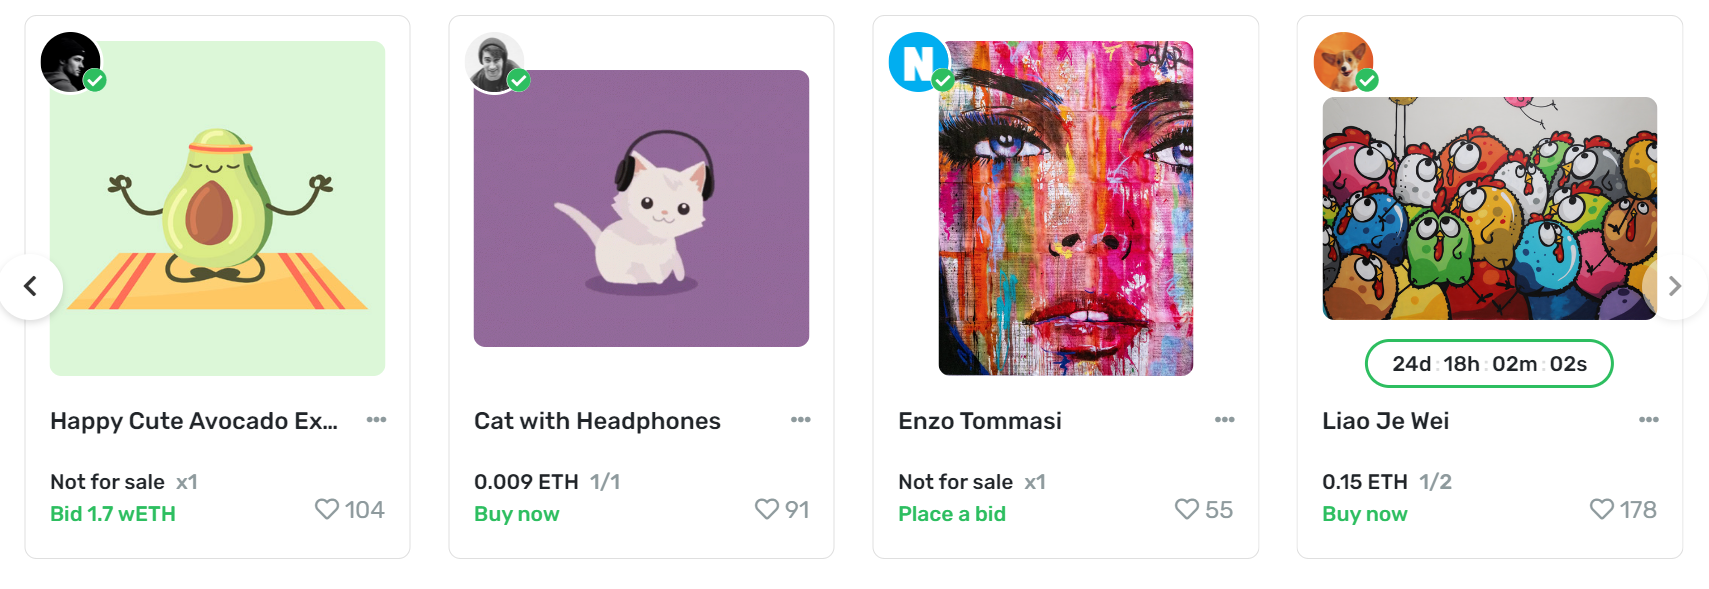 N
Happy Cute Avocado Ex...
Not for sale x1
Bid 1.7 wETH
104
Cat with Headphones
0.009 ETH 1/1
Buy now
91
Enzo Tommasi
Not for sale x1
Place a bid
55
24d : 18h : 02m : 02s
Liao Je Wei
0.15 ETH 1/2
Buy now
178